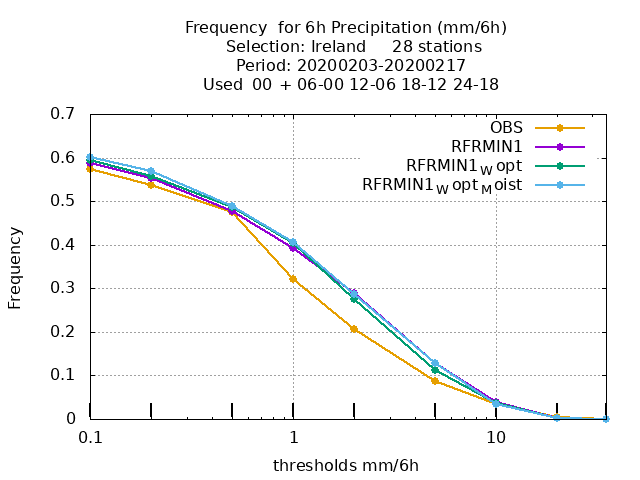 Frequency  for 6h Precipitation (mm/6h)
Selection: Ireland     28 stations
Period: 20200203-20200217
Used  00  + 06-00 12-06 18-12 24-18
0.7
0.6
0.5
0.4
0.3
0.2
0.1
0
Frequency
OBS
RFRMIN1
RFRMIN1Wopt
RFRMIN1WoptMoist
0.1
1
10
thresholds mm/6h